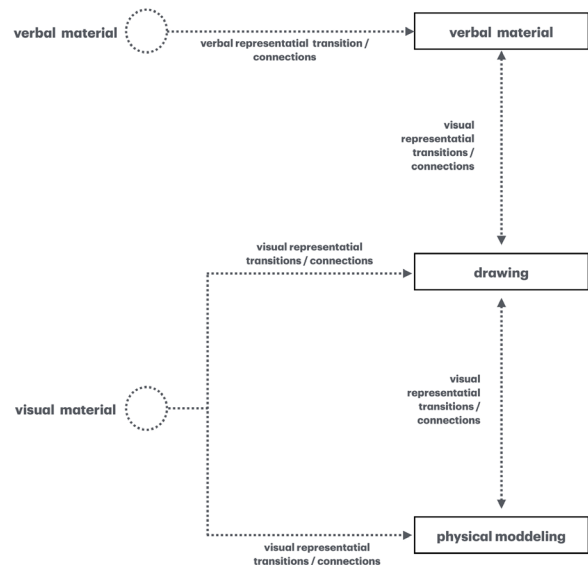 verbal material
verbal representatial transition /
connections
verbal material
visual
representatial
transitions /
connections
visual representatial
transitions / connections
drawing
visual material
visual
representatial
transitions /
connections
physical moddeling
visual representatial
transitions / connections